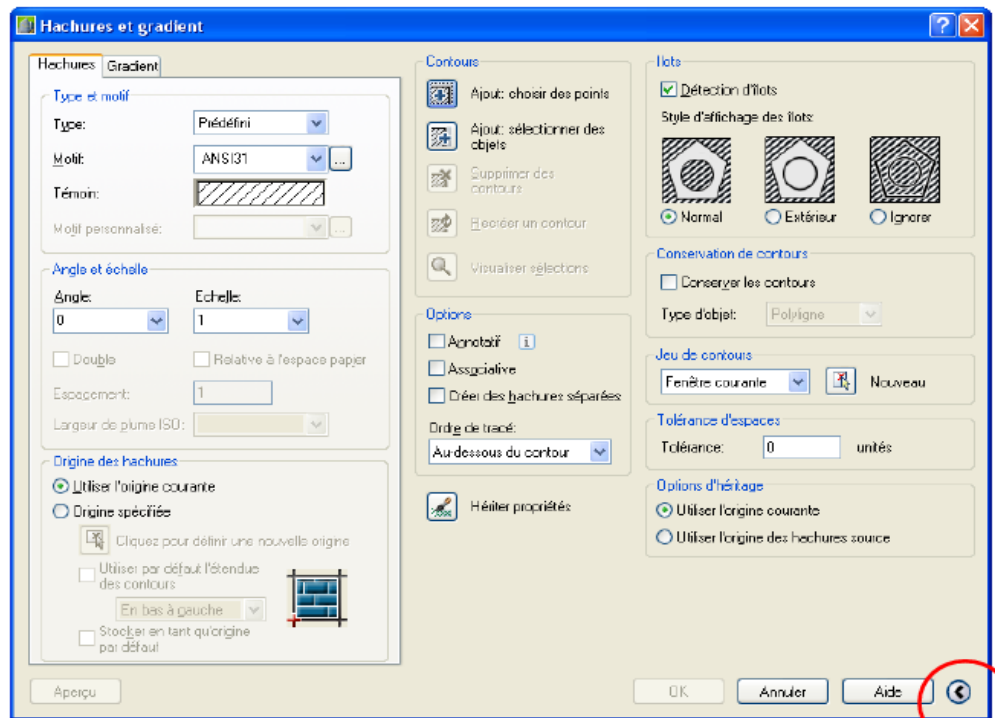 Hachures et gradient
Hachures
Gradient
Type et motif
Type:
Prédéfini
Motif:
ANSI31
...
Témoin:
Motif personnalisé:
...
Angle et échelle
Angle:
Echelle:
0
1
Double
Relative à l'espace papier
Espacement:
1
Largeur de plume ISO:
Origine des hachures
Utiliser l'origine courante
Origine spécifiée
Cliquez pour définir une nouvelle origine
Utiliser par défaut l'étendue
des contours
En bas à gauche
Stocker en tant qu'origine
par défaut
Contours
Ajout: choisir des points
Ajout: sélectionner des
objets
Supprimer des
contours
Recréer un contour
Visualiser sélections
Options
Annotatif
Associative
Créer des hachures séparées
Ordre de tracé:
Au-dessous du contour
Hériter propriétés
Ilots
Détection d'îlots
Style d'affichage des îlots:
Normal
Extérieur
Ignorer
Conservation de contours
Conserver les contours
Type d'objet:
Polyligne
Jeu de contours
Fenêtre courante
Nouveau
Tolérance d'espaces
Tolérance:
0
unités
Options d'héritage
Utiliser l'origine courante
Utiliser l'origine des hachures source
Aperçu
OK
Annuler
Aide